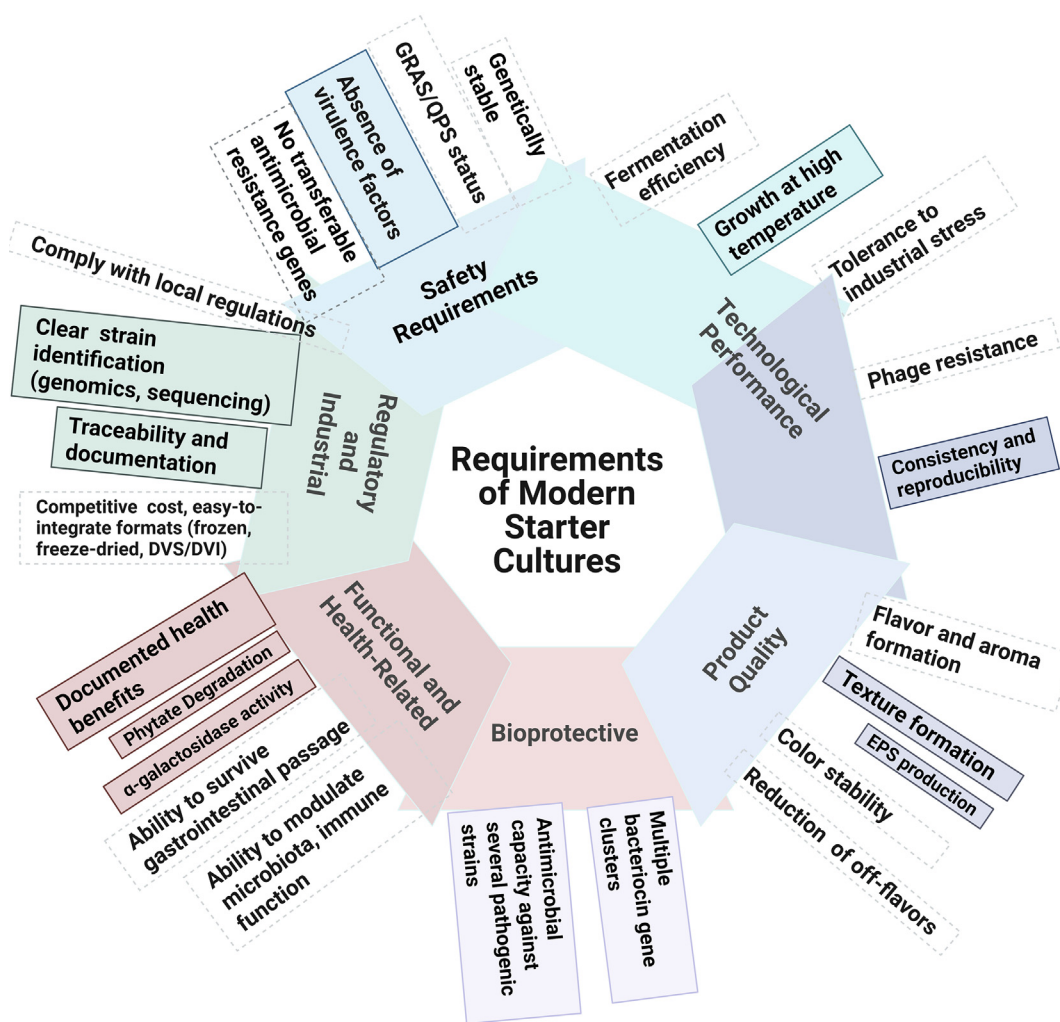 Requirements
of Modern
Starter
Cultures
Safety
Requirements
No transferable
antimicrobial
resistance genes
Absence of
virulence factors
GRAS/QPS status
Genetically
stable
Technological
Performance
Fermentation
efficiency
Growth at high
temperature
Tolerance to
industrial stress
Phage resistance
Consistency and
reproducibility
Product
Quality
Flavor and aroma
formation
Texture formation
EPS production
Color stability
Reduction of off-flavors
Bioprotective
Multiple
bacteriocin gene
clusters
Antimicrobial
capacity against
several pathogenic
strains
Functional and
Health-Related
Documented health
benefits
Phytate Degradation
α-galactosidase activity
Ability to survive
gastrointestinal passage
Ability to modulate
microbiota, immune
function
Regulatory
and
Industrial
Comply with local regulations
Clear strain
identification
(genomics, sequencing)
Traceability and
documentation
Competitive cost, easy-to-
integrate formats (frozen,
freeze-dried, DVS/DVI)